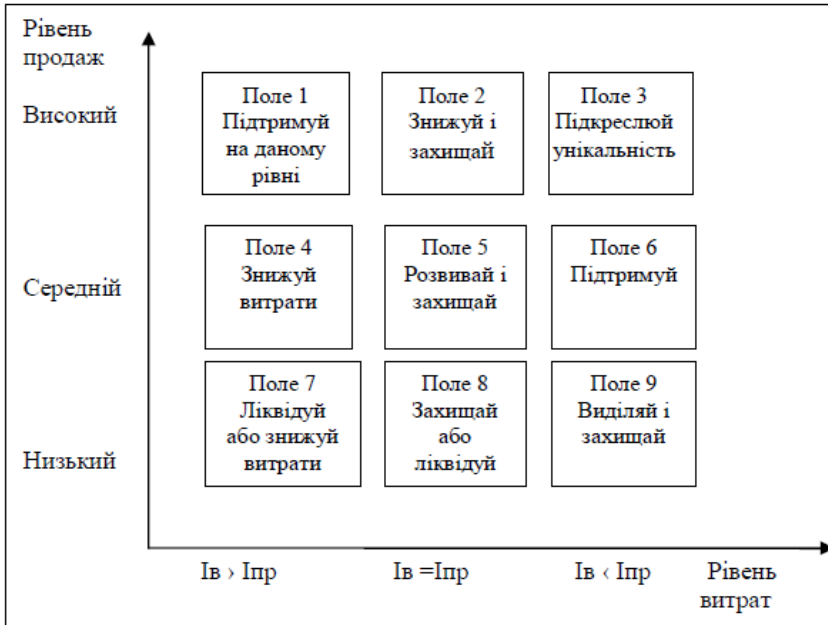 Рівень
продаж
Високий
Поле 1
Підтримуй
на даному
рівні
Поле 2
Знижуй і
захищай
Поле 3
Підкреслюй
унікальність
Середній
Поле 4
Знижуй
витрати
Поле 5
Розвивай і
захищай
Поле 6
Підтримуй
Низький
Поле 7
Ліквідуй
або знижуй
витрати
Поле 8
Захищай
або
ліквідуй
Поле 9
Виділяй і
захищай
Ів › Іпр
Ів =Іпр
Ів ‹ Іпр
Рівень
витрат